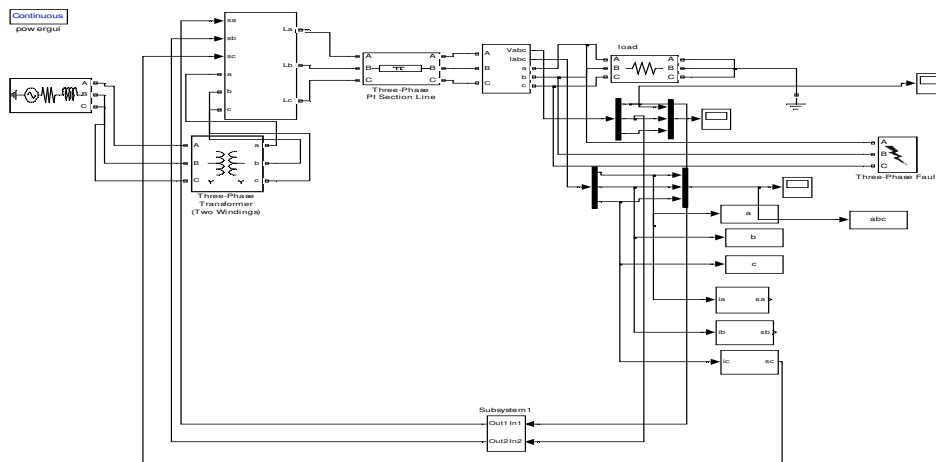 Continuous
powergui
A
B
C
sa
sb
sc
a
b
c
La
Lb
Lc
A
B
C
a
b
c
Three-Phase
Transformer
(Two Windings)
A
B
C
A
B
C
Three-Phase
PI Section Line
A
B
C
Vabc
Iabc
a
b
c
load
A
B
C
A
B
C
A
B
C
Three-Phase Faul
a
abc
b
c
ia sa
ib sb
ic sc
Subsystem1
Out1 In1
Out2 In2